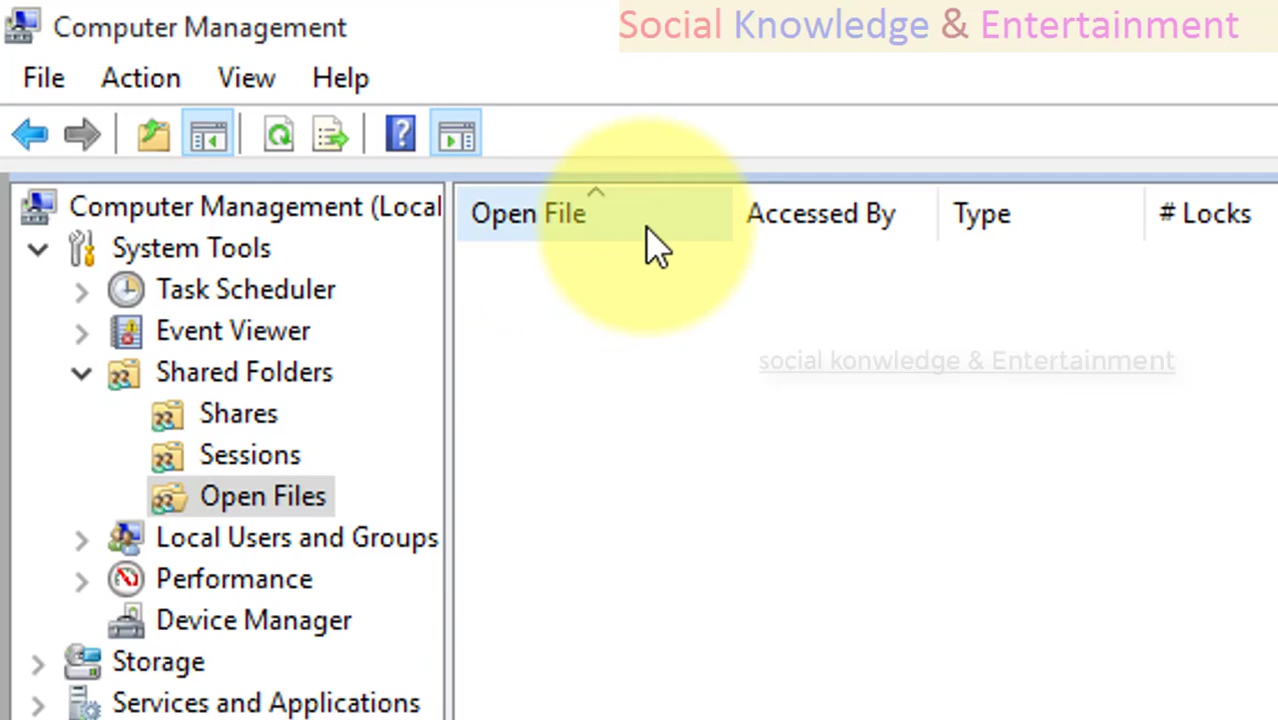 Computer Management
Social Knowledge & Entertainment
File Action View Help
Computer Management (Local
System Tools
Task Scheduler
Event Viewer
Shared Folders
Shares
Sessions
Open Files
Local Users and Groups
Performance
Device Manager
Storage
Services and Applications
Open File Accessed By Type # Locks
social konwledge & Entertainment